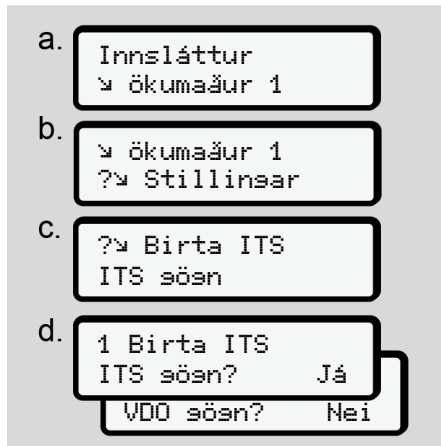 a.
Innsláttur
↘ ökumaður 1
b.
↘ ökumaður 1
?↘ Stillingar
c.
?↘ Birta ITS
ITS gögn
d.
1 Birta ITS
ITS gögn? Já
VDO gögn? Nei